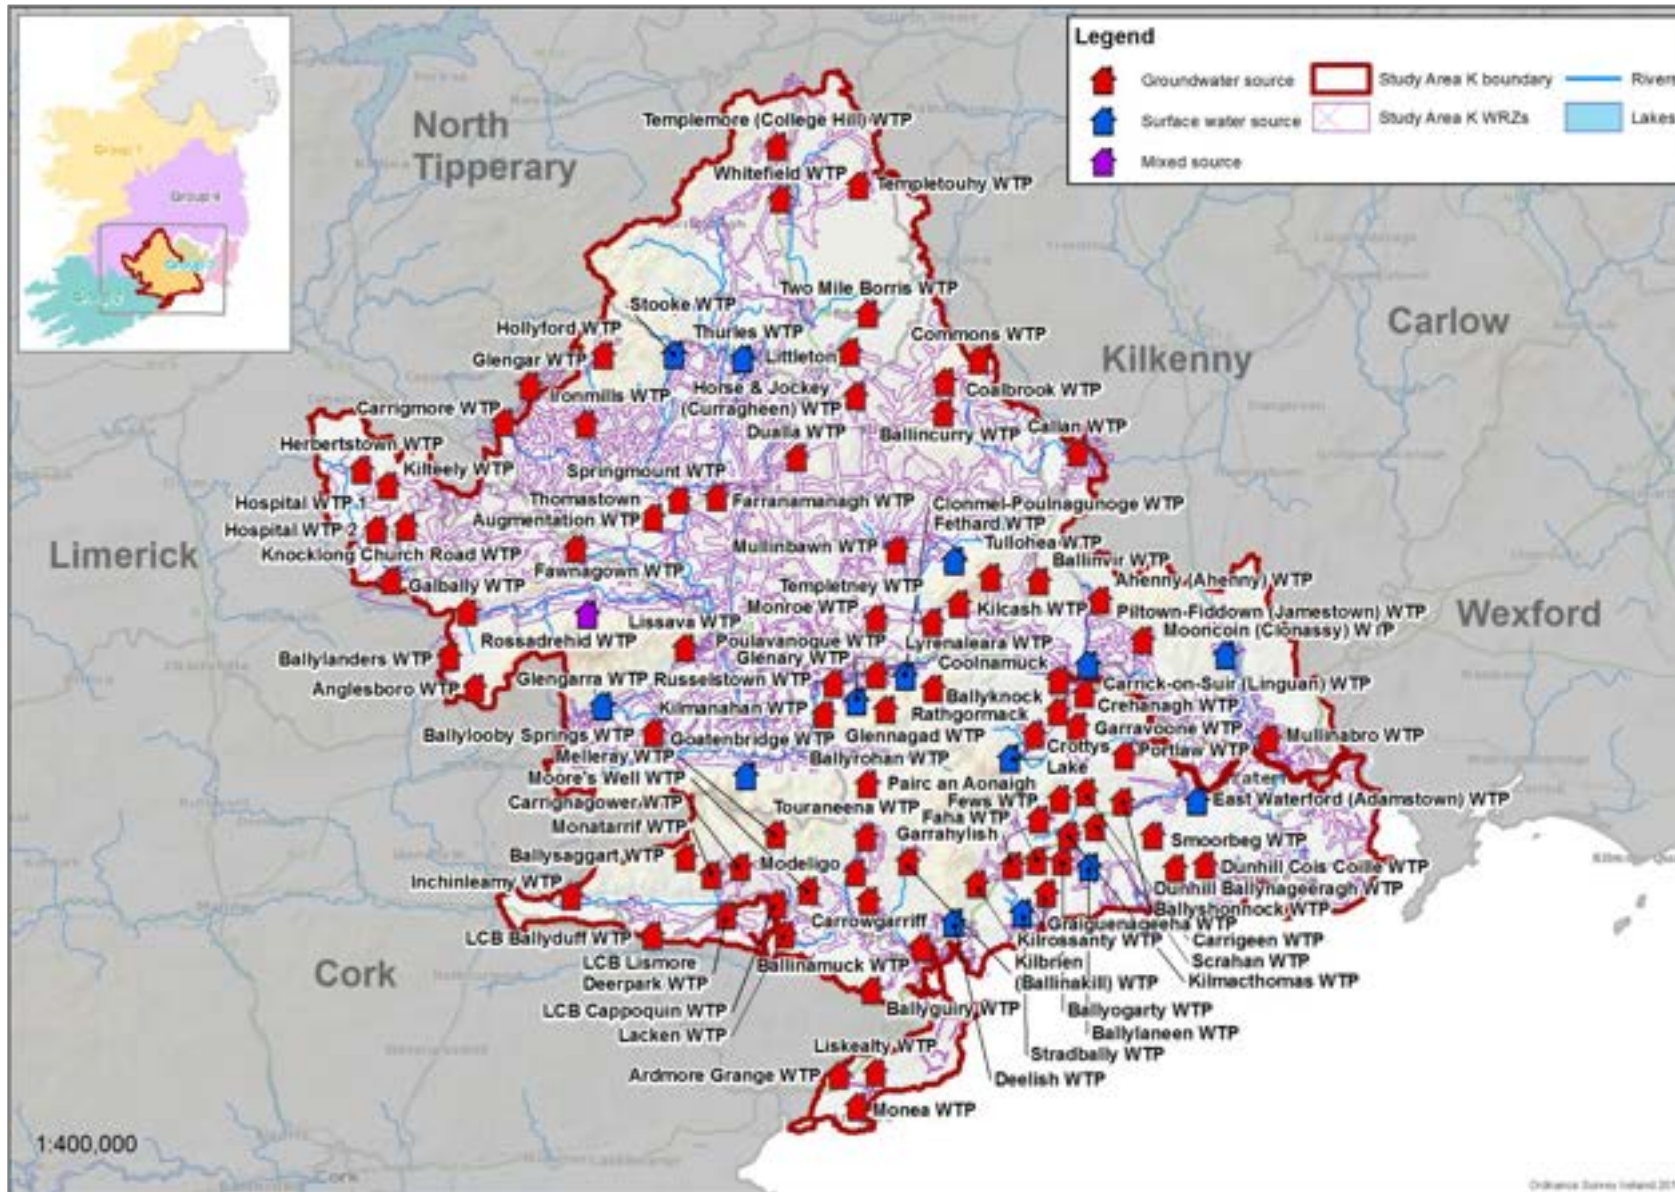 Legend
Groundwater source
Study Area K boundary
Rivers
Surface water source
Study Area K WRZs
Lakes
Mixed source
Group 1
Group 4
North
Tipperary
Limerick
Cork
Kilkenny
Carlow
Wexford
Templemore (College Hill) WTP
Whitefield WTP
Templetouhy WTP
Two Mile Borris WTP
Stooke WTP
Hollyford WTP
Thurles WTP
Commons WTP
Glengar WTP
Littleton
Ironmills WTP
Horse & Jockey
(Curragheen) WTP
Coalbrook WTP
Carrigmore WTP
Dualla WTP
Ballincurry WTP
Callan WTP
Herbertstown WTP
Kilteely WTP
Springmount WTP
Hospital WTP 1
Thomastown
Augmentation WTP
Farranamanagh WTP
Clonmel-Poulnagunoge WTP
Hospital WTP 2
Fethard WTP
Knocklong Church Road WTP
Mullinbawn WTP
Tullohea WTP
Fawnagown WTP
Ballinvir WTP
Galbally WTP
Templetney WTP
Ahenny (Ahenny) WTP
Monroe WTP
Kilcash WTP
Piltown-Fiddown (Jamestown) WTP
Lissava WTP
Mooncoin (Clonassy) WTP
Rossadrehid WTP
Poulavanogue WTP
Lyrenaleara WTP
Ballylanders WTP
Glenary WTP
Coolnamuck
Anglesboro WTP
Glengarra WTP
Russelstown WTP
Ballyknock
Carrick-on-Suir (Linguan) WTP
Kilmanahan WTP
Rathgormack
Crehanagh WTP
Ballylooby Springs WTP
Goatenbridge WTP
Glennagad WTP
Garravoone WTP
Mullinabro WTP
Melleray WTP
Ballyrohan WTP
Crottys
Lake
Portlaw WTP
Moore's Well WTP
Pairc an Aonaigh
Carrignagower WTP
Touraneena WTP
Fews WTP
East Waterford (Adamstown) WTP
Monatarrif WTP
Faha WTP
Garrahylish
Smoorbeg WTP
Ballysaggart WTP
Modeligo
Dunhill Cois Coille WTP
Inchinleamy WTP
Dunhill Ballynageeragh WTP
Ballyshonnock WTP
Carrowgarriff
Graiguenageeha WTP
LCB Ballyduff WTP
Kilrossanty WTP
Carrigeen WTP
LCB Lismore
Deerpark WTP
Ballinamuck WTP
Kilbrien
(Ballinakill) WTP
Scrahan WTP
Kilmacthomas WTP
LCB Cappoquin WTP
Ballyguiry WTP
Ballyogarty WTP
Lacken WTP
Ballylaneen WTP
Liskealty WTP
Stradbally WTP
Ardmore Grange WTP
Deelish WTP
Monea WTP
1:400,000
Cork